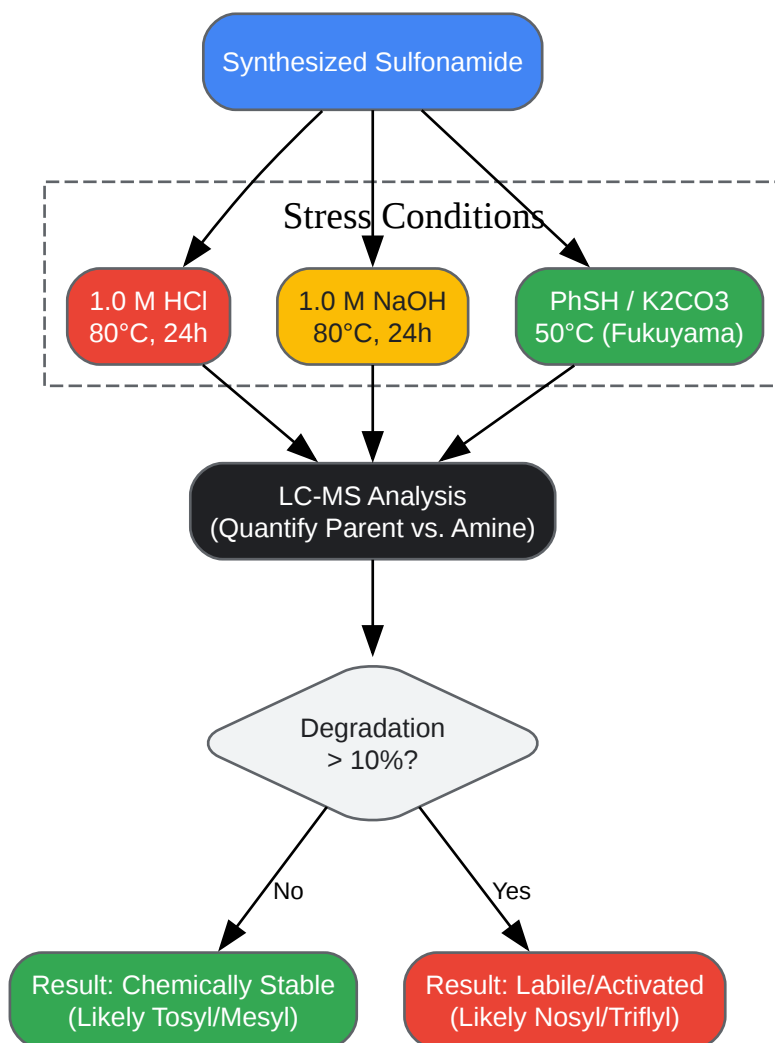 Synthesized Sulfonamide
Stress Conditions
1.0 M HCl
80°C, 24h
1.0 M NaOH
80°C, 24h
PhSH / K2CO3
50°C (Fukuyama)
LC-MS Analysis
(Quantify Parent vs. Amine)
Degradation
> 10%?
No
Yes
Result: Chemically Stable
(Likely Tosyl/Mesyl)
Result: Labile/Activated
(Likely Nosyl/Triflyl)